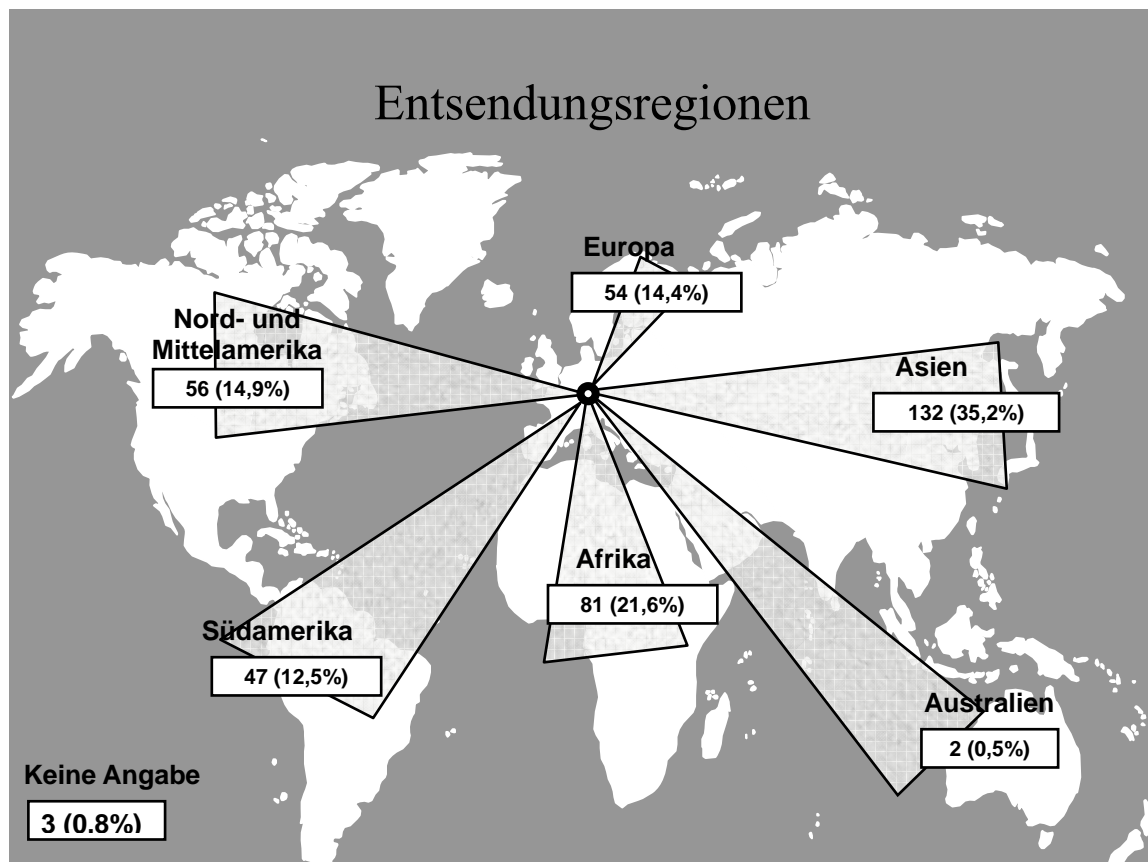 Entsendungsregionen
Europa
54 (14,4%)
Nord- und
Mittelamerika
56 (14,9%)
Asien
132 (35,2%)
Afrika
81 (21,6%)
Südamerika
47 (12,5%)
Australien
2 (0,5%)
Keine Angabe
3 (0.8%)